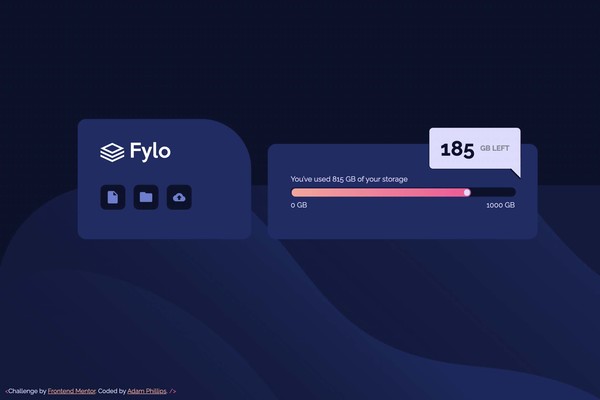 Fylo
185 GB LEFT
You've used 815 GB of your storage
0 GB 1000 GB
<Challenge by Frontend Mentor. Coded by Adam Phillips. />